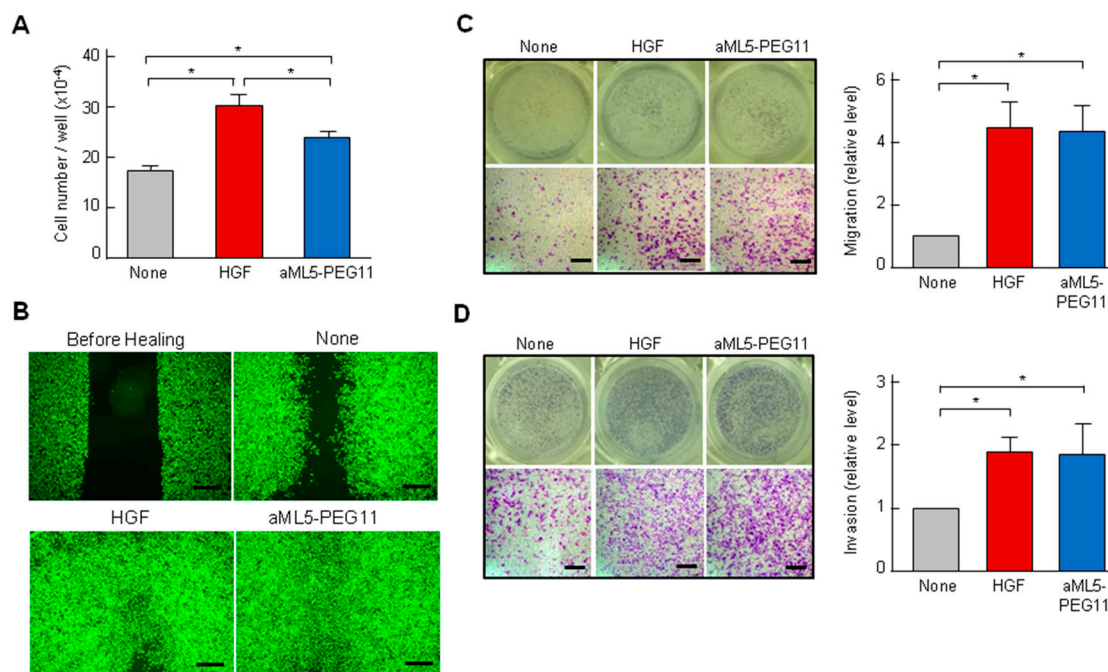 A
Cell number / well (x10⁻⁴)
40
30
20
10
0
*
*
*
None
HGF
aML5-PEG11
B
Before Healing
None
HGF
aML5-PEG11
C
None
HGF
aML5-PEG11
Migration (relative level)
6
4
2
0
*
*
None
HGF
aML5-
PEG11
D
None
HGF
aML5-PEG11
Invasion (relative level)
3
2
1
0
*
*
None
HGF
aML5-
PEG11